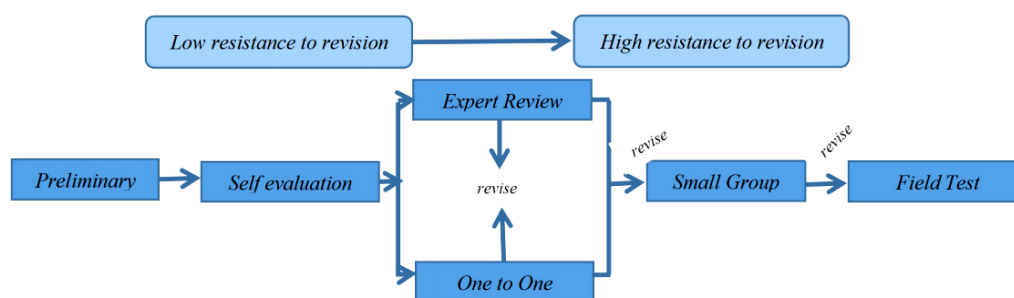 Low resistance to revision
High resistance to revision
Expert Review
revise
revise
Preliminary
Self evaluation
revise
Small Group
Field Test
One to One